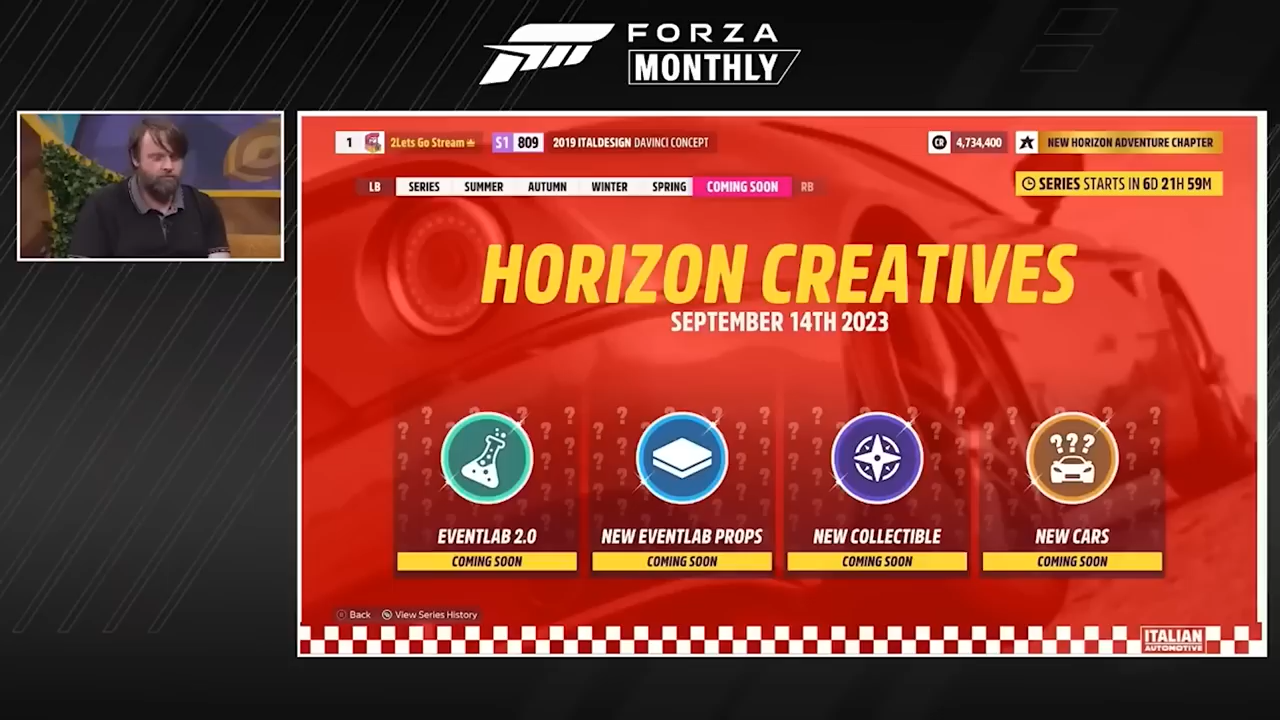 FORZA
MONTHLY
1 2Lets Go Stream S1 809 2019 ITALDESIGN DAVINCI CONCEPT
CR 4,734,400 NEW HORIZON ADVENTURE CHAPTER
LB SERIES SUMMER AUTUMN WINTER SPRING COMING SOON RB
SERIES STARTS IN 6D 21H 59M
HORIZON CREATIVES
SEPTEMBER 14TH 2023
???
EVENTLAB 2.0 NEW EVENTLAB PROPS NEW COLLECTIBLE NEW CARS
COMING SOON COMING SOON COMING SOON COMING SOON
Back View Series History
ITALIAN
AUTOMOTIVE